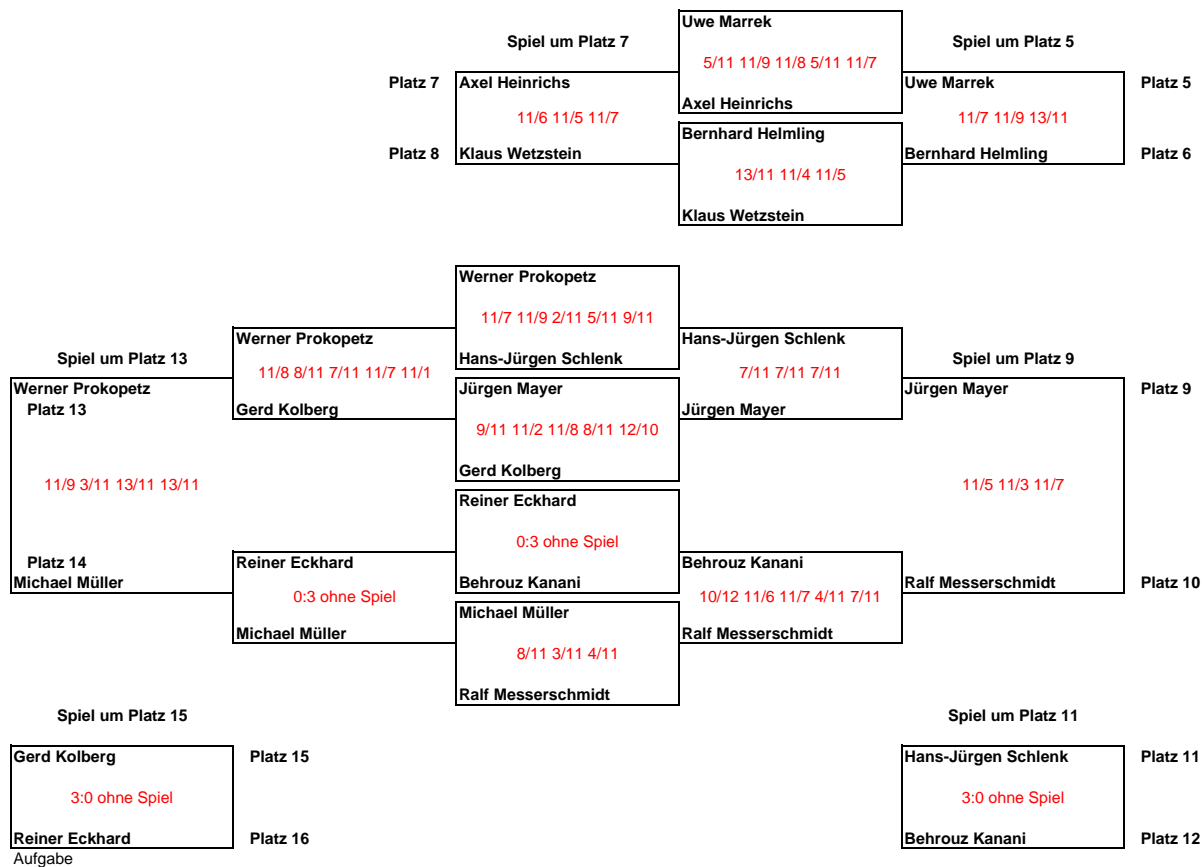 Uwe Marrek
Spiel um Platz 7
Spiel um Platz 5
5/11 11/9 11/8 5/11 11/7
Platz 7
Axel Heinrichs
Uwe Marrek
Platz 5
Axel Heinrichs
11/6 11/5 11/7
11/7 11/9 13/11
Bernhard Helmling
Platz 8
Klaus Wetzstein
Bernhard Helmling
Platz 6
13/11 11/4 11/5
Klaus Wetzstein
Werner Prokopetz
11/7 11/9 2/11 5/11 9/11
Werner Prokopetz
Hans-Jürgen Schlenk
Spiel um Platz 13
Hans-Jürgen Schlenk
Spiel um Platz 9
11/8 8/11 7/11 11/7 11/1
7/11 7/11 7/11
Werner Prokopetz
Jürgen Mayer
Jürgen Mayer
Platz 9
Platz 13
Gerd Kolberg
Jürgen Mayer
9/11 11/2 11/8 8/11 12/10
Gerd Kolberg
11/9 3/11 13/11 13/11
11/5 11/3 11/7
Reiner Eckhard
0:3 ohne Spiel
Platz 14
Reiner Eckhard
Behrouz Kanani
Michael Müller
Behrouz Kanani
Ralf Messerschmidt
Platz 10
0:3 ohne Spiel
10/12 11/6 11/7 4/11 7/11
Michael Müller
Michael Müller
Ralf Messerschmidt
8/11 3/11 4/11
Ralf Messerschmidt
Spiel um Platz 15
Spiel um Platz 11
Gerd Kolberg
Platz 15
Hans-Jürgen Schlenk
Platz 11
3:0 ohne Spiel
3:0 ohne Spiel
Reiner Eckhard
Platz 16
Behrouz Kanani
Platz 12
Aufgabe